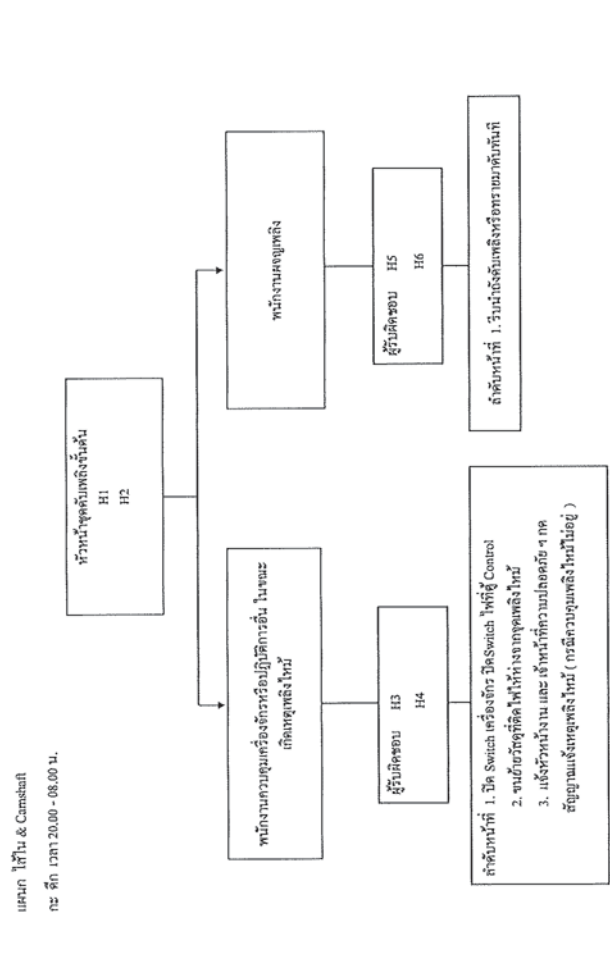 แผนก ไส้ใน & Camshaft
กะ ดึก เวลา 20.00 - 08.00 น.
หัวหน้าชุดดับเพลิงขั้นต้น
H1
H2
พนักงานควบคุมเครื่องจักรหรือปฏิบัติการอื่น ในขณะ
เกิดเหตุเพลิงไหม้
พนักงานผจญเพลิง
ผู้รับผิดชอบ H3
H4
ผู้รับผิดชอบ H5
H6
ลำดับหน้าที่ 1. ปิด Switch เครื่องจักร ปิดSwitch ไฟที่ตู้ Control
2. ขนย้ายวัสดุที่ติดไฟให้ห่างจากจุดเพลิงไหม้
3. แจ้งหัวหน้างาน และ เจ้าหน้าที่ความปลอดภัย ฯ กด
สัญญาณแจ้งเหตุเพลิงไหม้ ( กรณีควบคุมเพลิงไหม้ไม่อยู่ )
ลำดับหน้าที่ 1. รีบนำถังดับเพลิงหรือทรายมาดับทันที